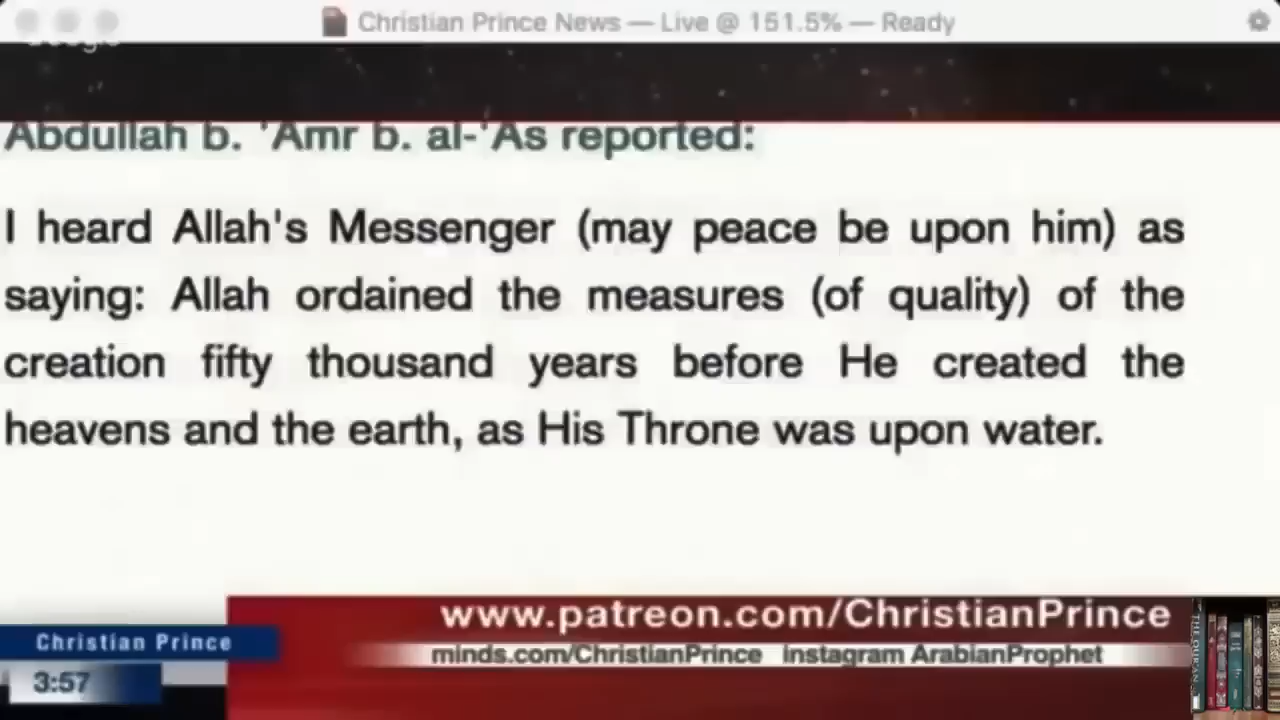 Christian Prince News — Live @ 151.5% — Ready
Google
Abdullah b. 'Amr b. al-'As reported:
I heard Allah's Messenger (may peace be upon him) as
saying: Allah ordained the measures (of quality) of the
creation fifty thousand years before He created the
heavens and the earth, as His Throne was upon water.
www.patreon.com/ChristianPrince
Christian Prince
minds.com/ChristianPrince instagram ArabianProphet
3:57
THE QURAN